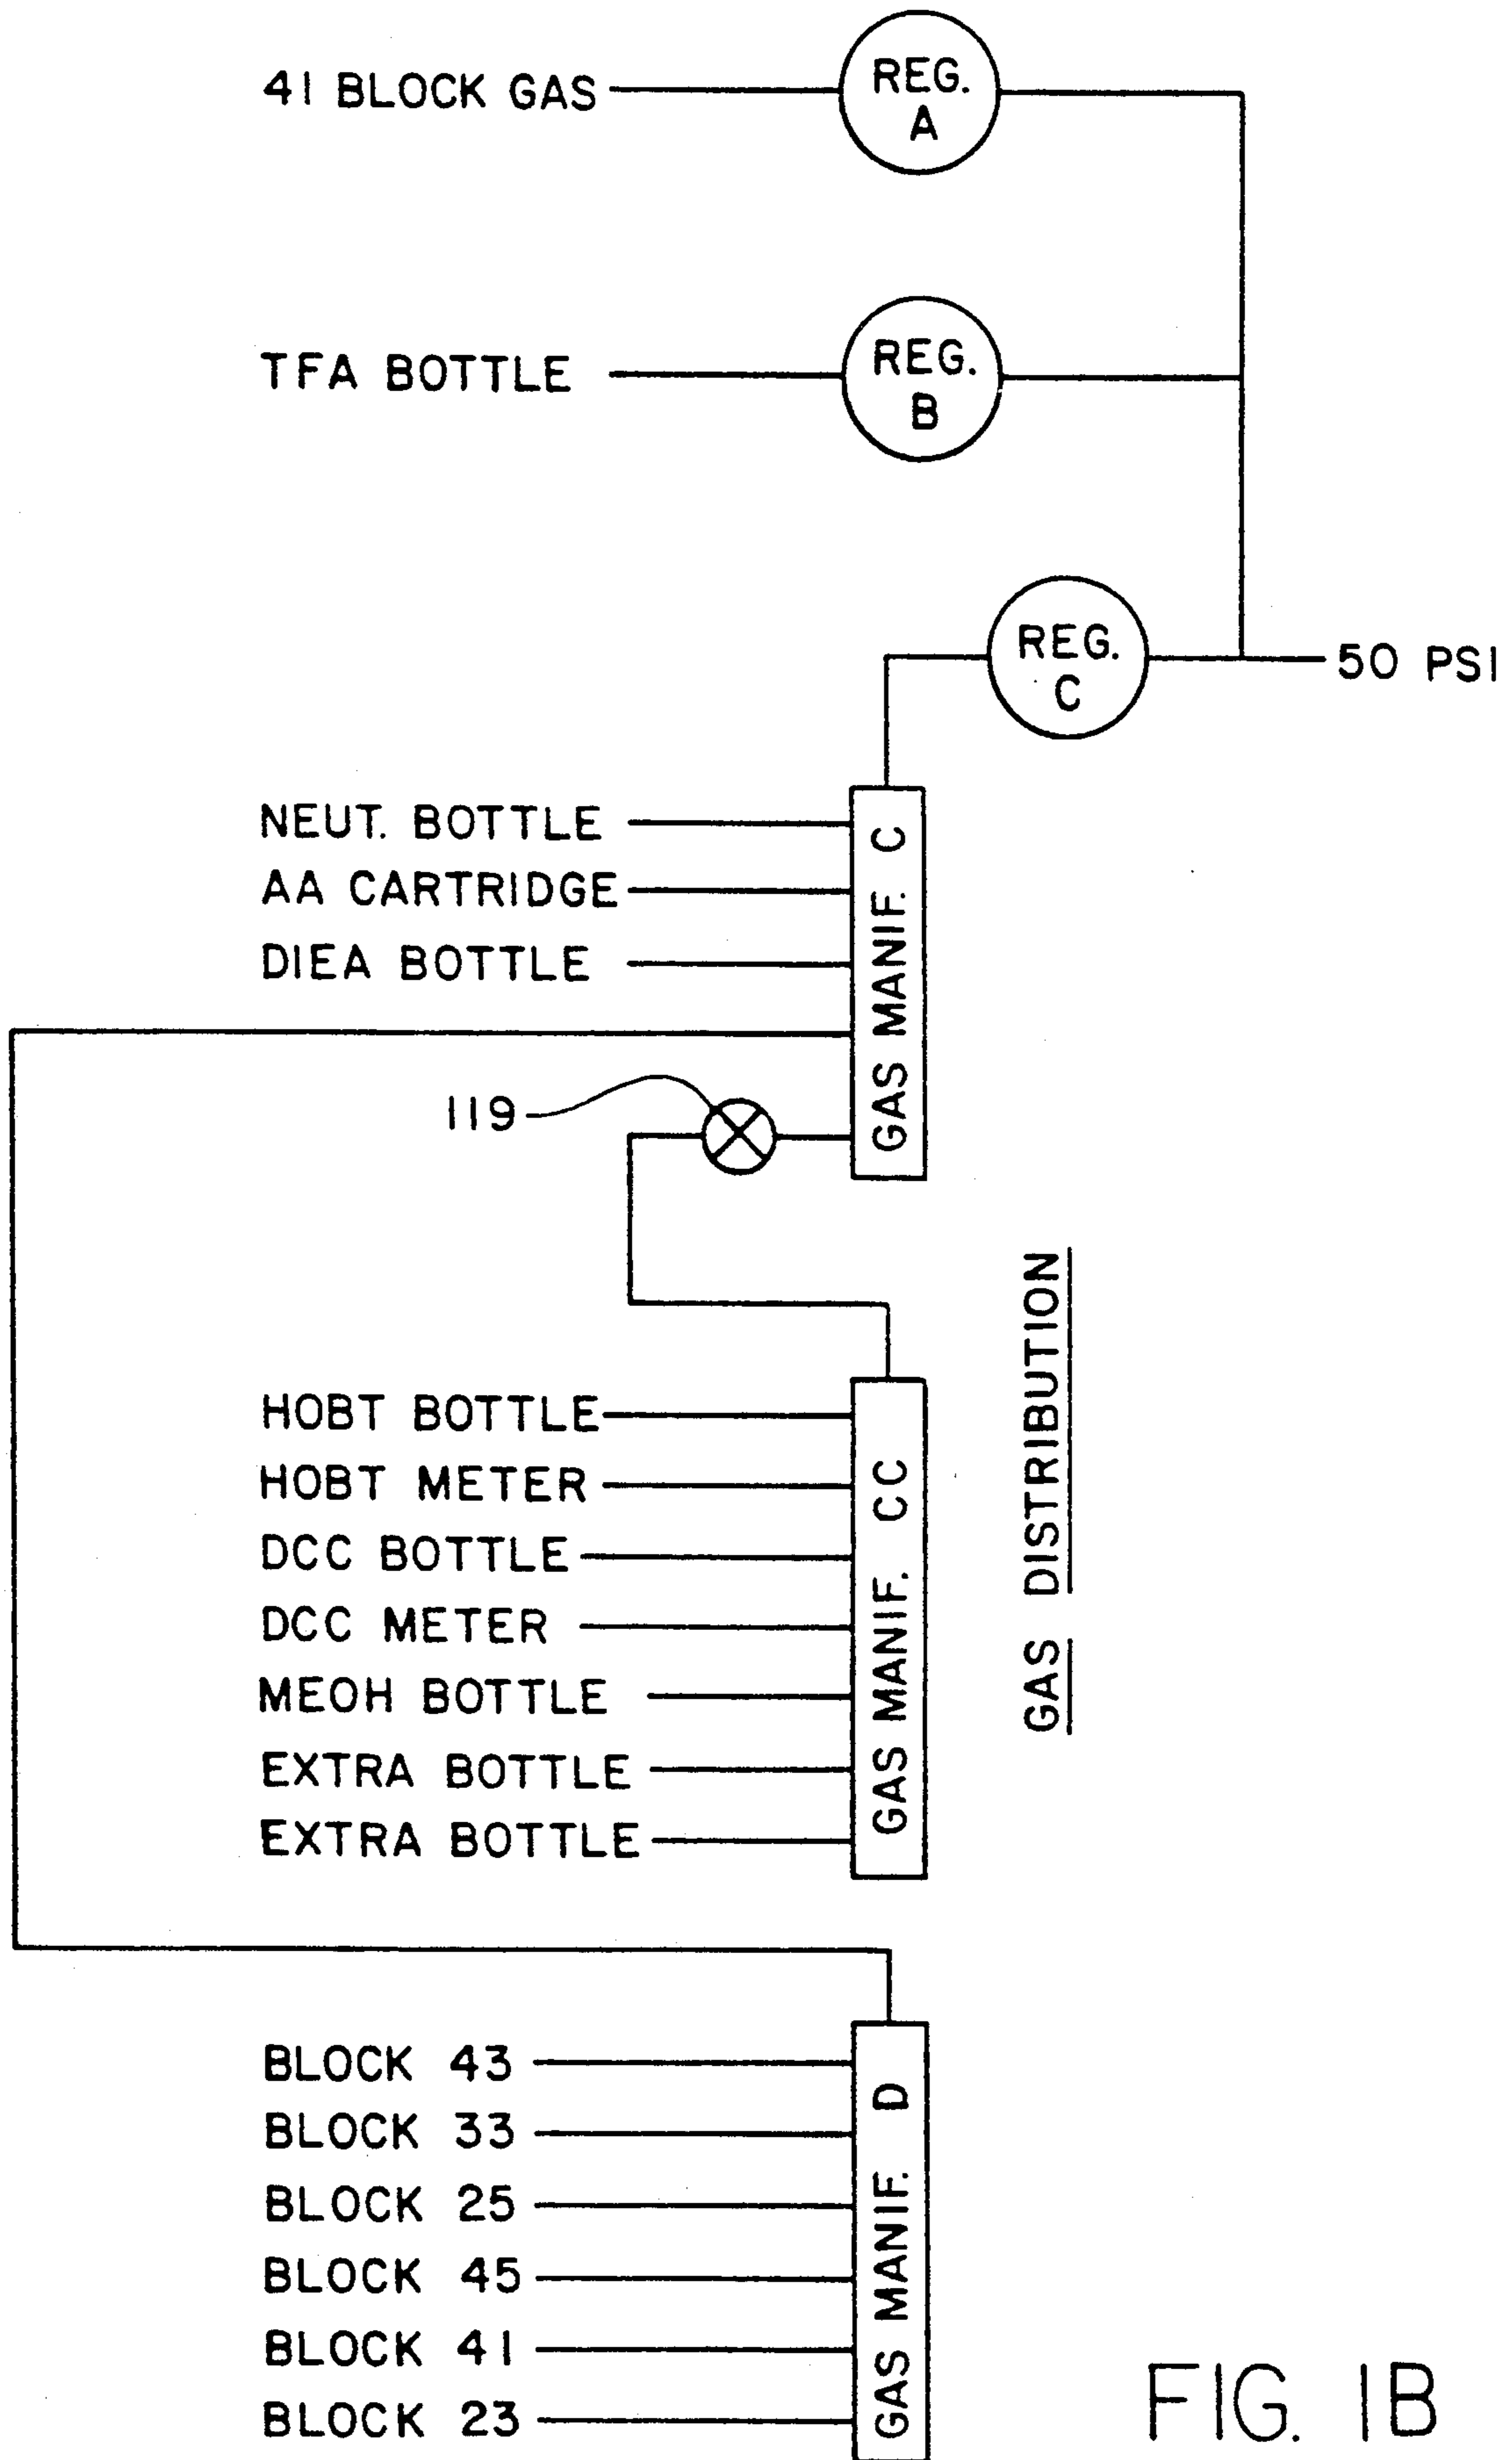 41 BLOCK GAS
REG.
A
TFA BOTTLE
REG.
B
REG.
C
50 PSI
NEUT. BOTTLE
AA CARTRIDGE
DIEA BOTTLE
GAS MANIF. C
119
HOBT BOTTLE
HOBT METER
DCC BOTTLE
DCC METER
MEOH BOTTLE
EXTRA BOTTLE
EXTRA BOTTLE
GAS MANIF. CC
GAS DISTRIBUTION
BLOCK 43
BLOCK 33
BLOCK 25
BLOCK 45
BLOCK 41
BLOCK 23
GAS MANIF. D
FIG. 1B